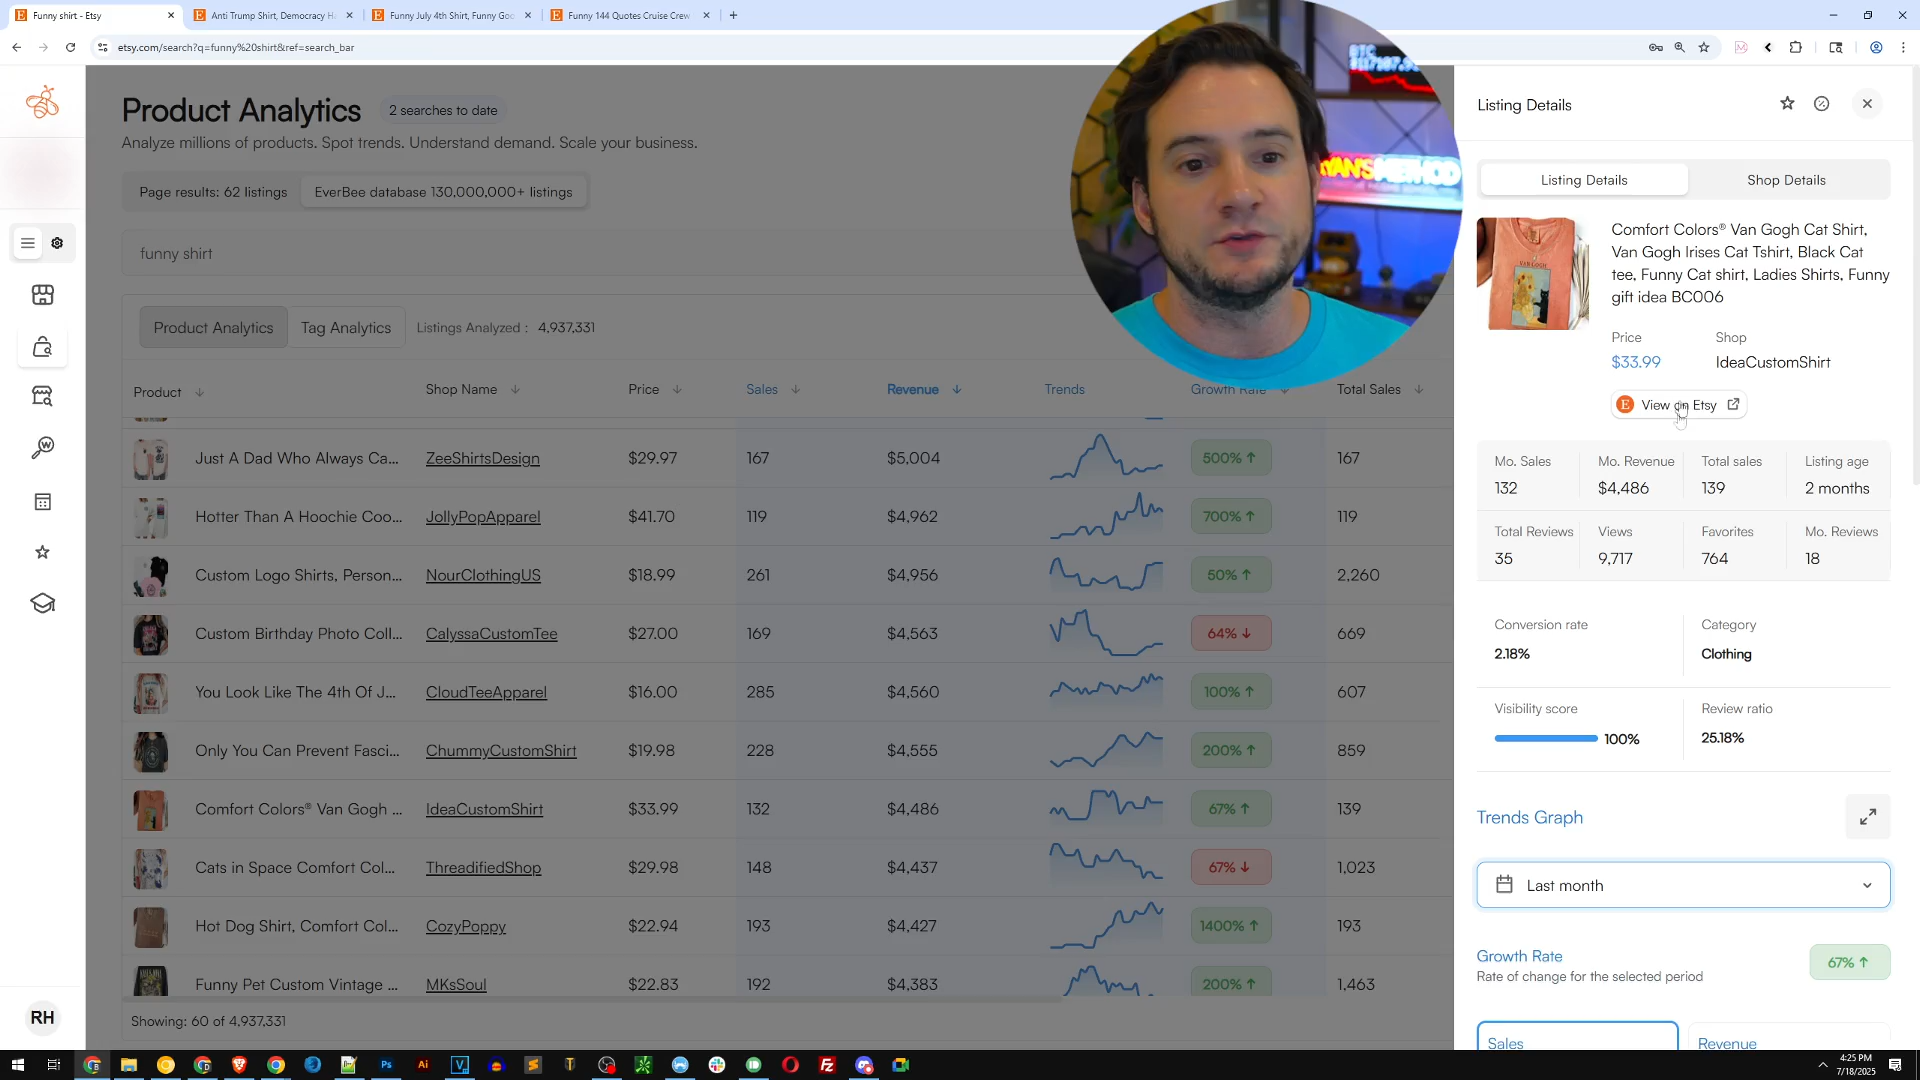 Funny shirt - Etsy
Anti Trump Shirt, Democracy H
Funny July 4th Shirt, Funny Goo
Funny 144 Quotes Cruise Crew
etsy.com/search?q=funny%20shirt&ref=search_bar
Product Analytics
2 searches to date
Analyze millions of products. Spot trends. Understand demand. Scale your business.
Page results: 62 listings
EverBee database 130,000,000+ listings
funny shirt
Product Analytics
Tag Analytics
Listings Analyzed : 4,937,331
Product Shop Name Price Sales Revenue Trends Growth Rate Total Sales
Just A Dad Who Always Ca... ZeeShirtsDesign $29.97 167 $5,004 500% 167
Hotter Than A Hoochie Coo... JollyPopApparel $41.70 119 $4,962 700% 119
Custom Logo Shirts, Person... NourClothingUS $18.99 261 $4,956 50% 2,260
Custom Birthday Photo Coll... CalyssaCustomTee $27.00 169 $4,563 64% 669
You Look Like The 4th Of J... CloudTeeApparel $16.00 285 $4,560 100% 607
Only You Can Prevent Fasci... ChummyCustomShirt $19.98 228 $4,555 200% 859
Comfort Colors® Van Gogh ... IdeaCustomShirt $33.99 132 $4,486 67% 139
Cats in Space Comfort Col... ThreadifiedShop $29.98 148 $4,437 67% 1,023
Hot Dog Shirt, Comfort Col... CozyPoppy $22.94 193 $4,427 1400% 193
Funny Pet Custom Vintage ... MKsSoul $22.83 192 $4,383 200% 1,463
Showing: 60 of 4,937,331
RH
BTC
RYAN'S METHOD
Listing Details
Listing Details
Shop Details
VAN GOGH
Comfort Colors® Van Gogh Cat Shirt,
Van Gogh Irises Cat Tshirt, Black Cat
tee, Funny Cat shirt, Ladies Shirts, Funny
gift idea BC006
Price Shop
$33.99 IdeaCustomShirt
View on Etsy
Mo. Sales Mo. Revenue Total sales Listing age
132 $4,486 139 2 months
Total Reviews Views Favorites Mo. Reviews
35 9,717 764 18
Conversion rate Category
2.18% Clothing
Visibility score Review ratio
100% 25.18%
Trends Graph
Last month
Growth Rate
Rate of change for the selected period
67%
Sales Revenue
4:25 PM
7/18/2025